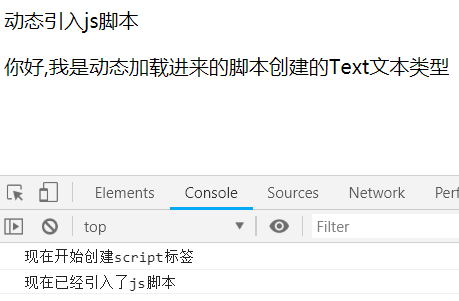 动态引入js脚本
你好,我是动态加载进来的脚本创建的Text文本类型
Elements Console Sources Network Perf
top Filter
现在开始创建script标签
现在已经引入了js脚本